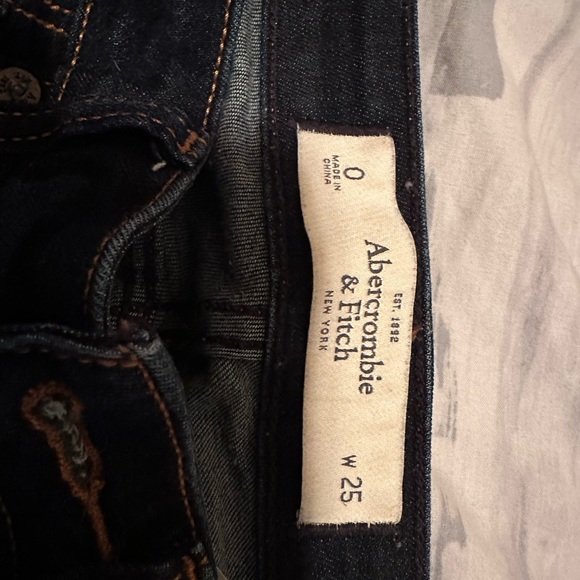 0
MADE IN
CHINA
EST. 1892
Abercrombie
& Fitch
NEW YORK
W 25